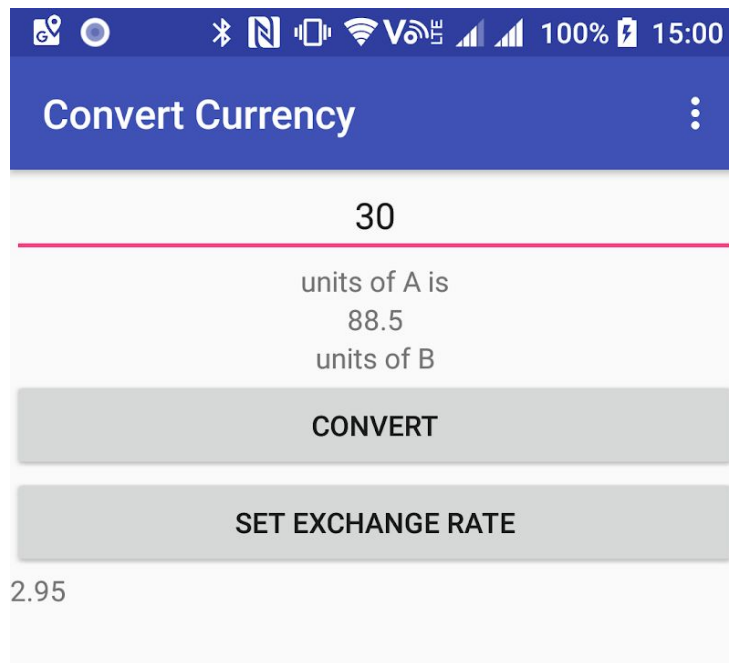 G VoLTE 100% 15:00
Convert Currency
30
units of A is
88.5
units of B
CONVERT
SET EXCHANGE RATE
2.95